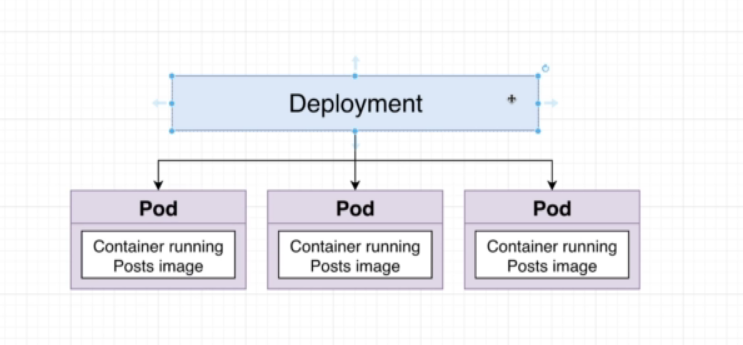 Deployment
Pod
Container running
Posts image
Pod
Container running
Posts image
Pod
Container running
Posts image